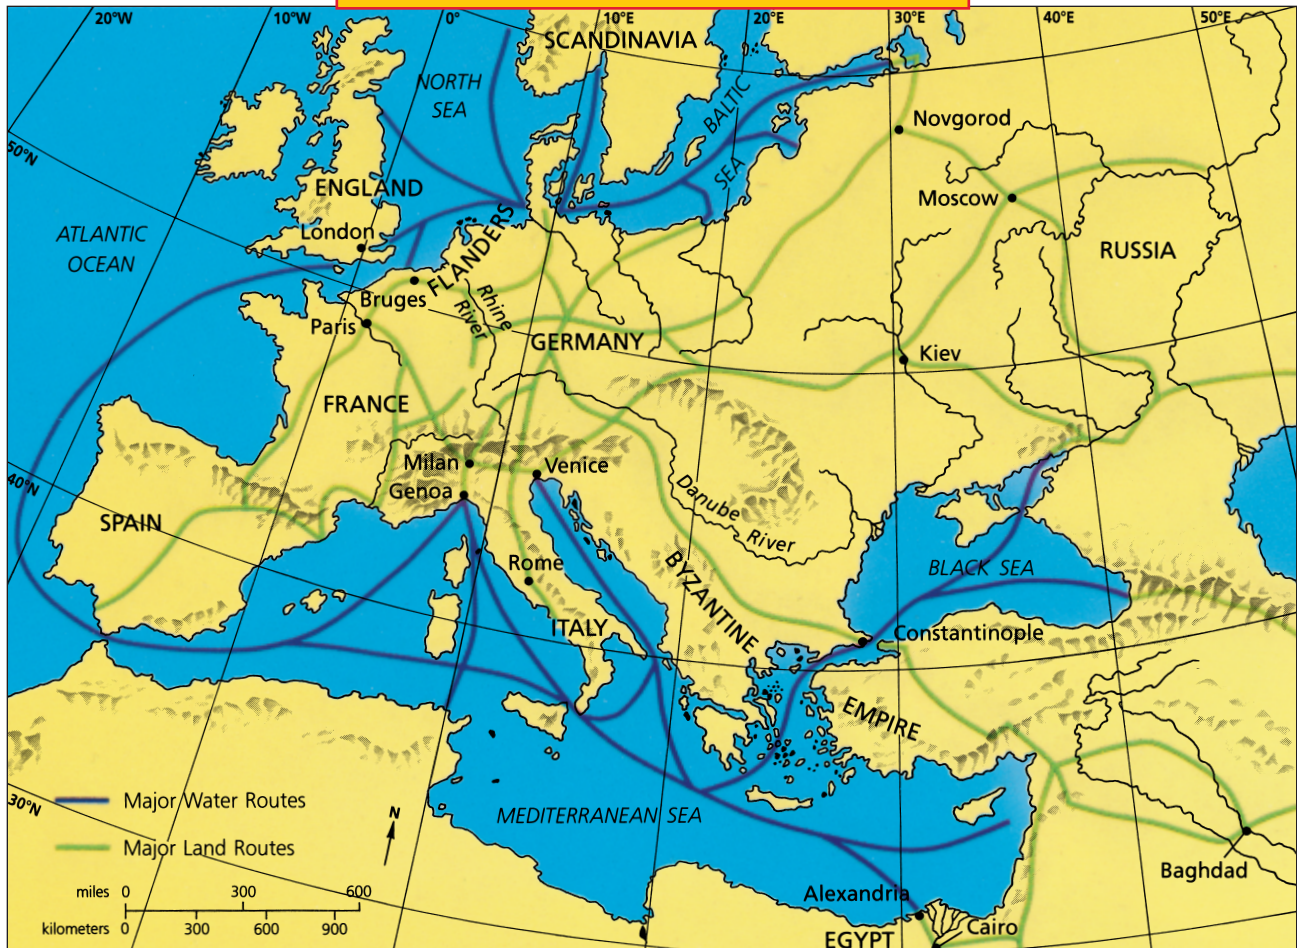 20°W
10°W
0°
10°E
20°E
30°E
40°E
50°E
SCANDINAVIA
NORTH
SEA
BALTIC
SEA
Novgorod
50°N
ENGLAND
Moscow
London
ATLANTIC
OCEAN
FLANDERS
RUSSIA
Bruges
Rhine
River
Paris
GERMANY
Kiev
FRANCE
Milan
Venice
Genoa
40°N
SPAIN
Danube
River
Rome
BYZANTINE
BLACK SEA
ITALY
Constantinople
EMPIRE
30°N
Major Water Routes
MEDITERRANEAN SEA
N
Major Land Routes
Baghdad
miles 0 300 600
Alexandria
kilometers 0 300 600 900
Cairo
EGYPT